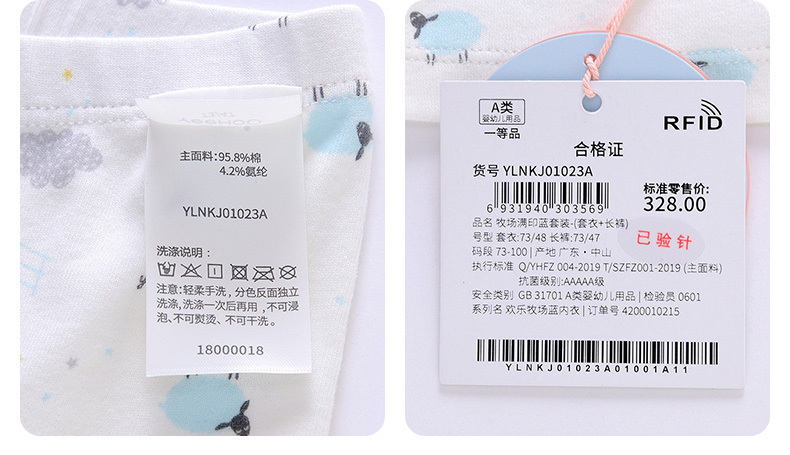 主面料:95.8%棉
4.2%氨纶
YLNKJ01023A
洗涤说明:
注意:轻柔手洗,分色反面独立
洗涤,洗涤一次后再用,不可浸
泡、不可熨烫、不可干洗。
18000018
A类
婴幼儿用品
一等品
RFID
合格证
货号 YLNKJ01023A
6 931940 303569
标准零售价:
328.00
品名 牧场满印蓝套装-(套衣+长裤)
号型 套衣:73/48 长裤:73/47
码段 73-100 | 产地 广东·中山
已验针
执行标准 Q/YHFZ 004-2019 T/SZFZ001-2019 (主面料)
抗菌级别:AAAAA级
安全类别 GB 31701 A类婴幼儿用品 | 检验员 0601
系列名 欢乐牧场蓝内衣 | 订单号 4200010215
YLNKJ01023A01001A11